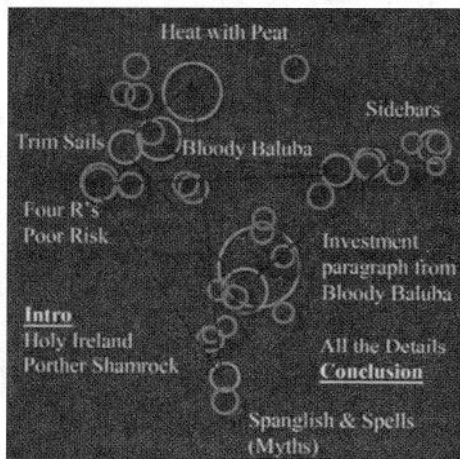 Heat with Peat
Sidebars
Trim Sails
Bloody Baluba
Four R's
Poor Risk
Investment
paragraph from
Bloody Baluba
Intro
Holy Ireland
Porther Shamrock
All the Details
Conclusion
Spanglish & Spells
(Myths)